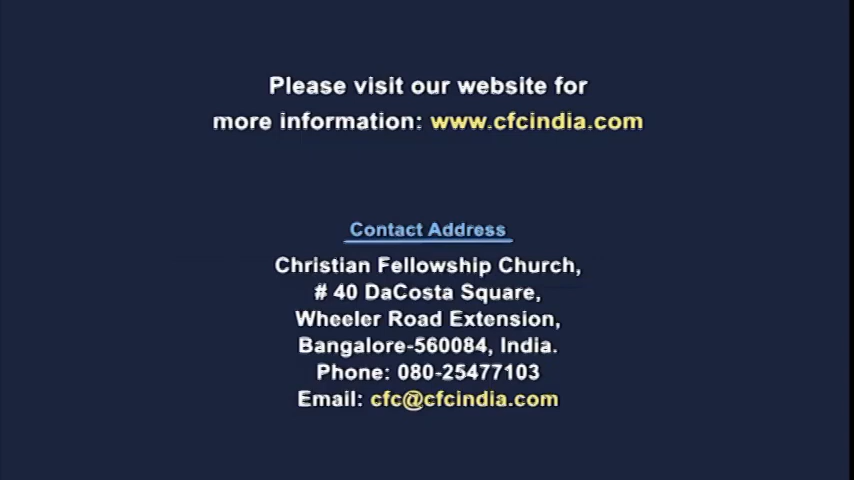 Please visit our website for
more information: www.cfcindia.com
Contact Address
Christian Fellowship Church,
# 40 DaCosta Square,
Wheeler Road Extension,
Bangalore-560084, India.
Phone: 080-25477103
Email: cfc@cfcindia.com